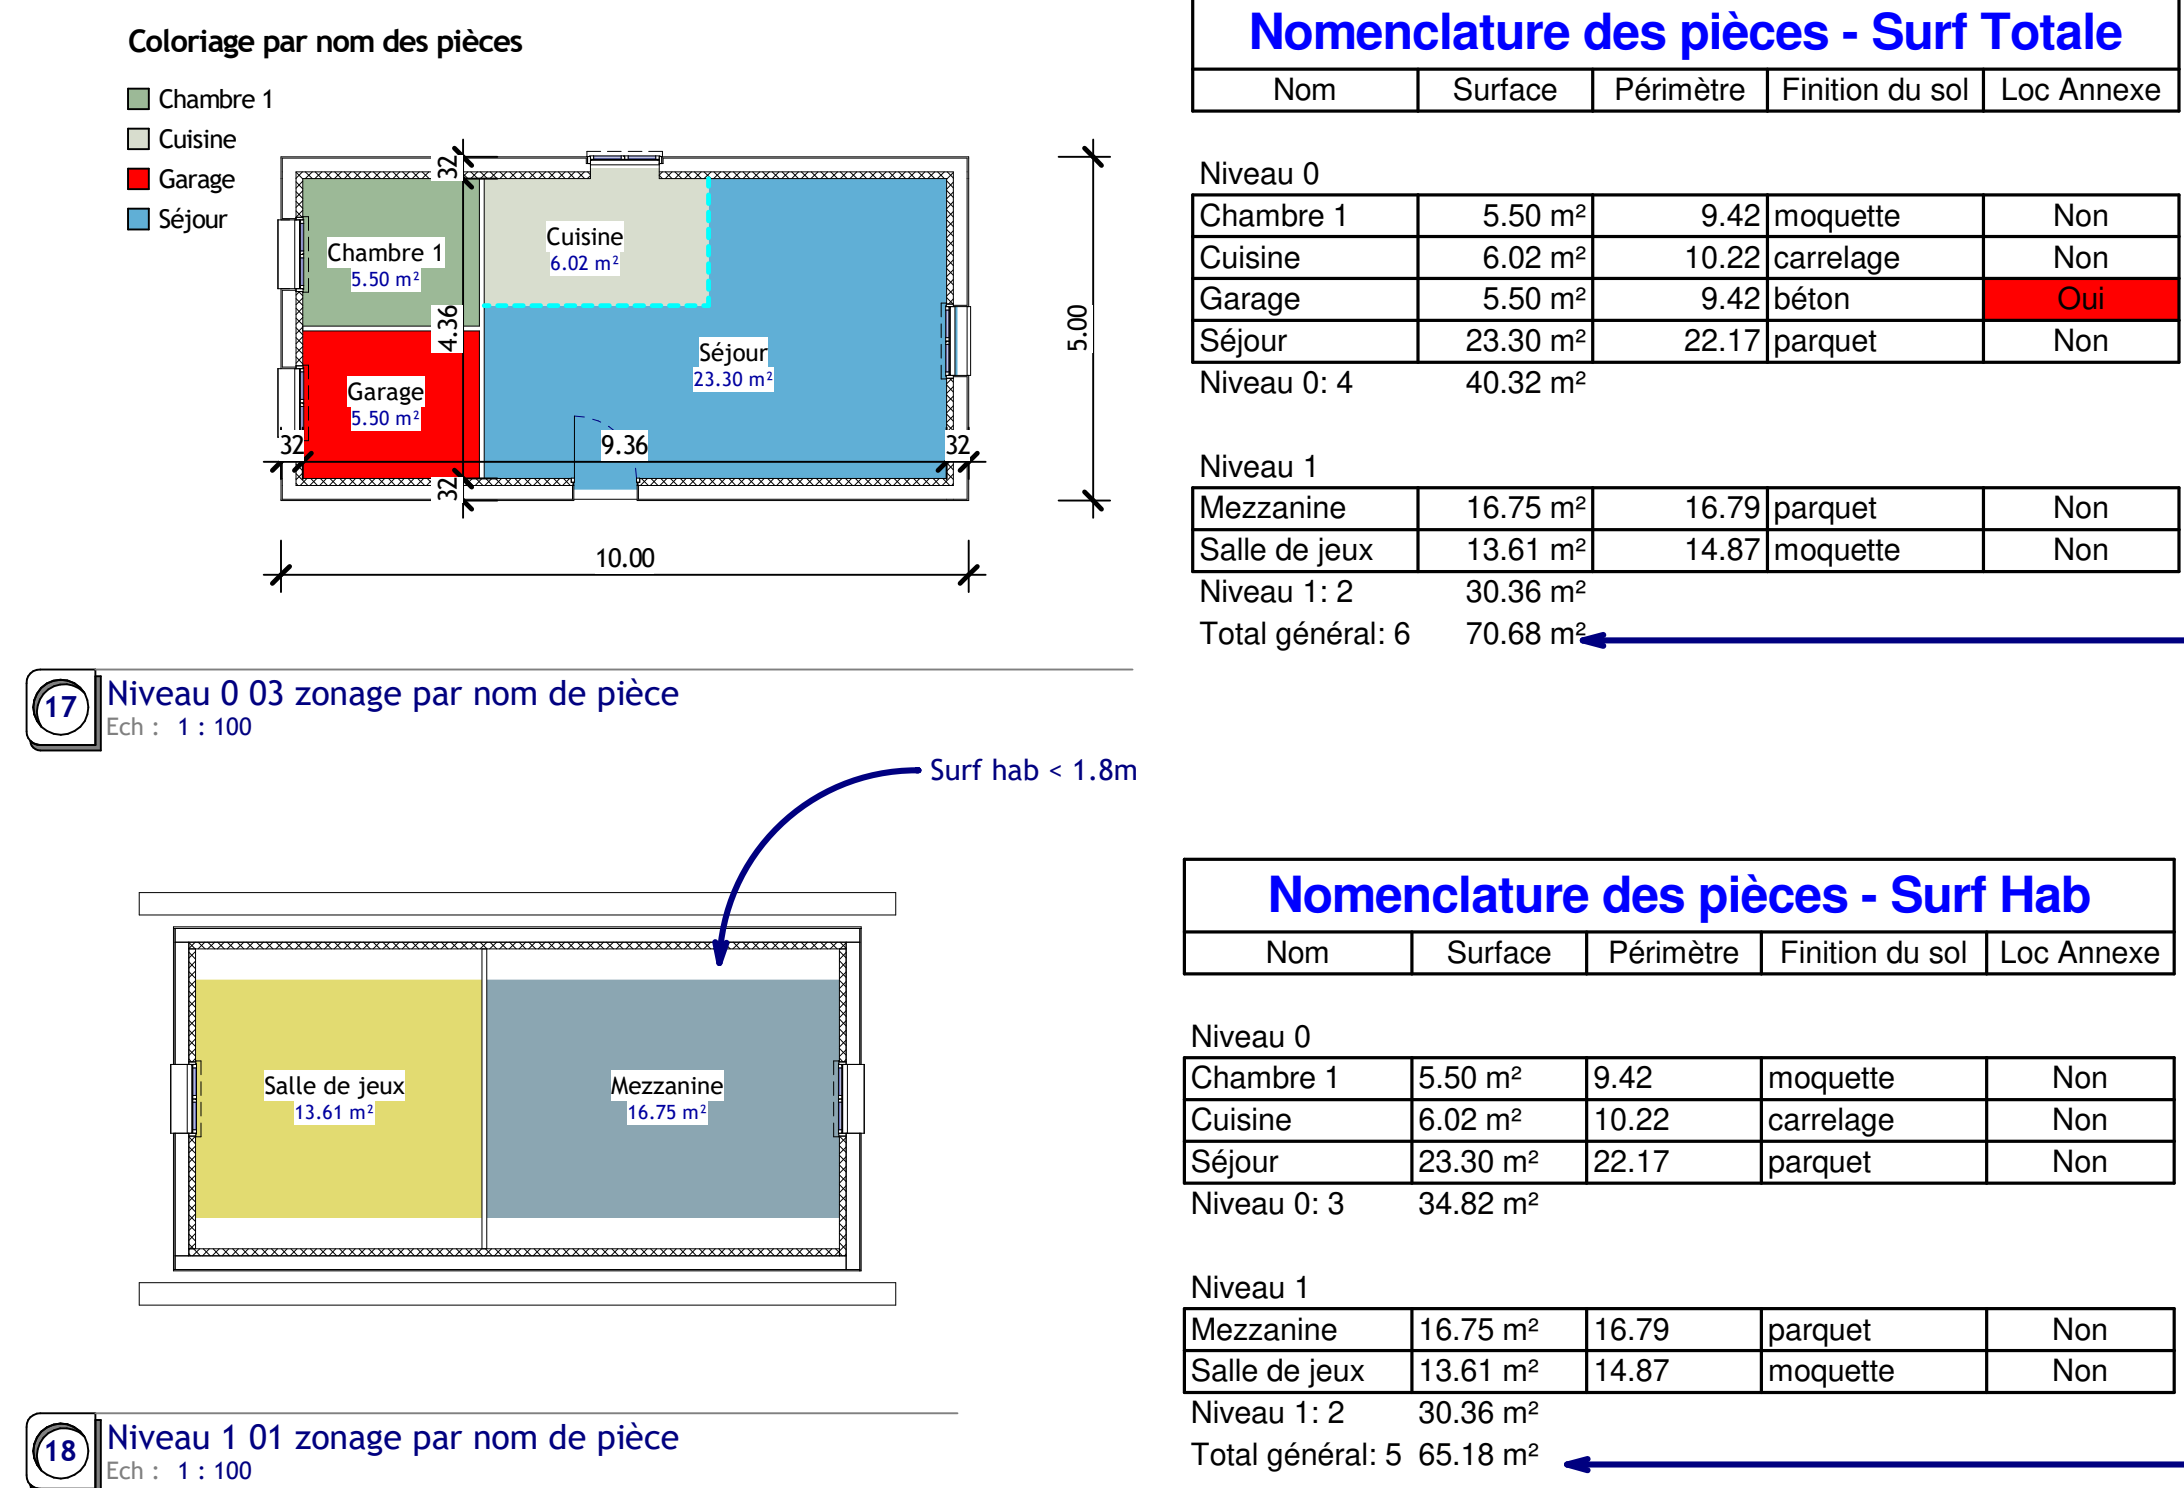 Coloriage par nom des pièces
Chambre 1
Cuisine
Garage
Séjour
32
Chambre 1
5.50 m²
Cuisine
6.02 m²
4.36
Séjour
23.30 m²
Garage
5.50 m²
32
9.36
32
32
5.00
10.00
17
Niveau 0 03 zonage par nom de pièce
Ech : 1 : 100
Surf hab < 1.8m
Salle de jeux
13.61 m²
Mezzanine
16.75 m²
18
Niveau 1 01 zonage par nom de pièce
Ech : 1 : 100
Nomenclature des pièces - Surf Totale
Nom Surface Périmètre Finition du sol Loc Annexe
Niveau 0
Chambre 1 5.50 m² 9.42 moquette Non
Cuisine 6.02 m² 10.22 carrelage Non
Garage 5.50 m² 9.42 béton Oui
Séjour 23.30 m² 22.17 parquet Non
Niveau 0: 4 40.32 m²
Niveau 1
Mezzanine 16.75 m² 16.79 parquet Non
Salle de jeux 13.61 m² 14.87 moquette Non
Niveau 1: 2 30.36 m²
Total général: 6 70.68 m²
Nomenclature des pièces - Surf Hab
Nom Surface Périmètre Finition du sol Loc Annexe
Niveau 0
Chambre 1 5.50 m² 9.42 moquette Non
Cuisine 6.02 m² 10.22 carrelage Non
Séjour 23.30 m² 22.17 parquet Non
Niveau 0: 3 34.82 m²
Niveau 1
Mezzanine 16.75 m² 16.79 parquet Non
Salle de jeux 13.61 m² 14.87 moquette Non
Niveau 1: 2 30.36 m²
Total général: 5 65.18 m²